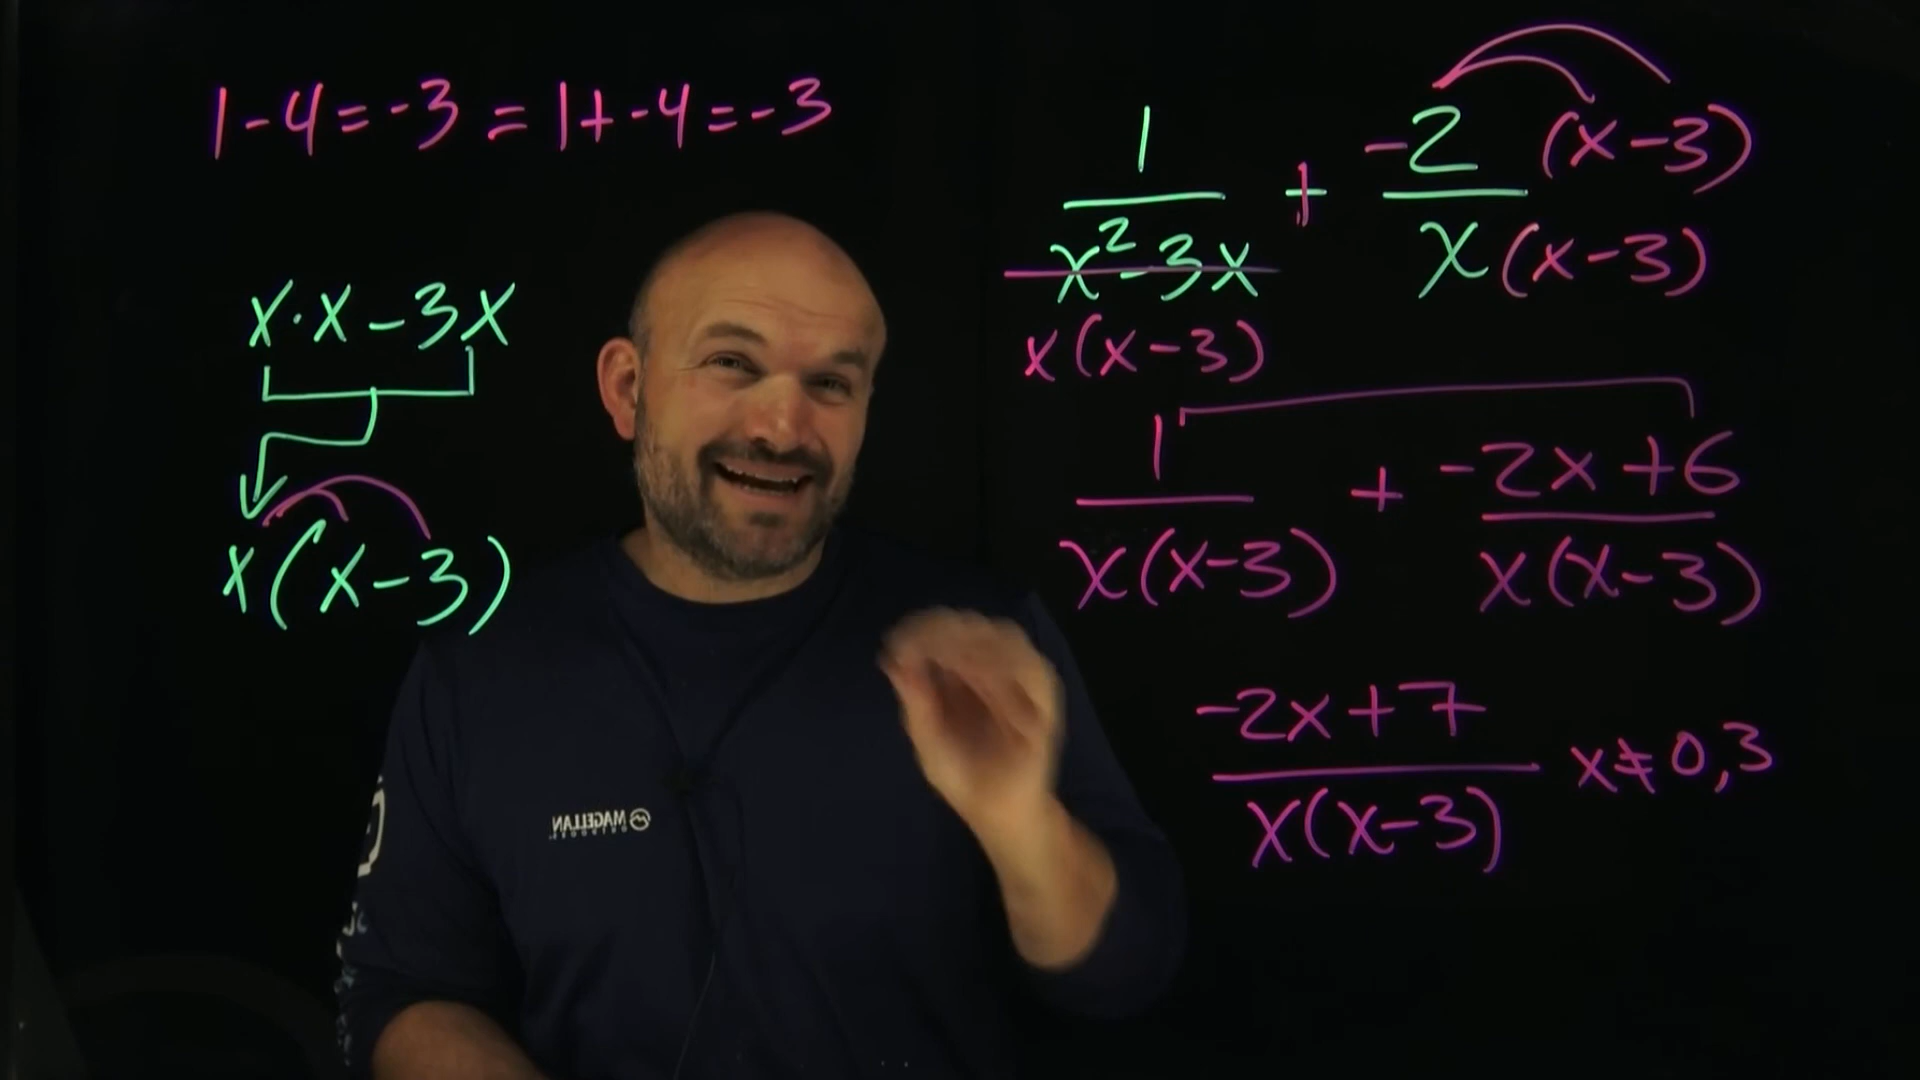 1-4=-3=1+-4=-3
x·x-3x
x(x-3)
1/x²-3x + -2(x-3)/x(x-3)
x(x-3)
1/x(x-3) + -2x+6/x(x-3)
-2x+7/x(x-3) x≠0,3
MAGELLAN
OUTDOORS